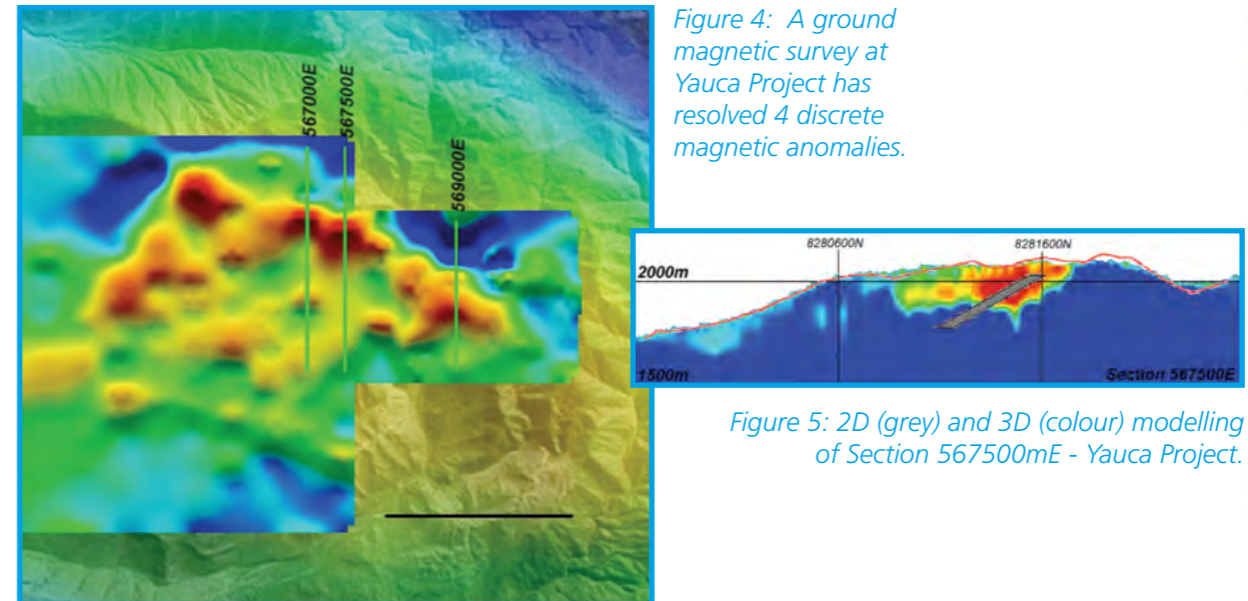 Figure 4: A ground
magnetic survey at
Yauca Project has
resolved 4 discrete
magnetic anomalies.
567000E
567500E
569000E
8280600N
8281600N
2000m
1500m
Section 567500E
Figure 5: 2D (grey) and 3D (colour) modelling
of Section 567500mE - Yauca Project.